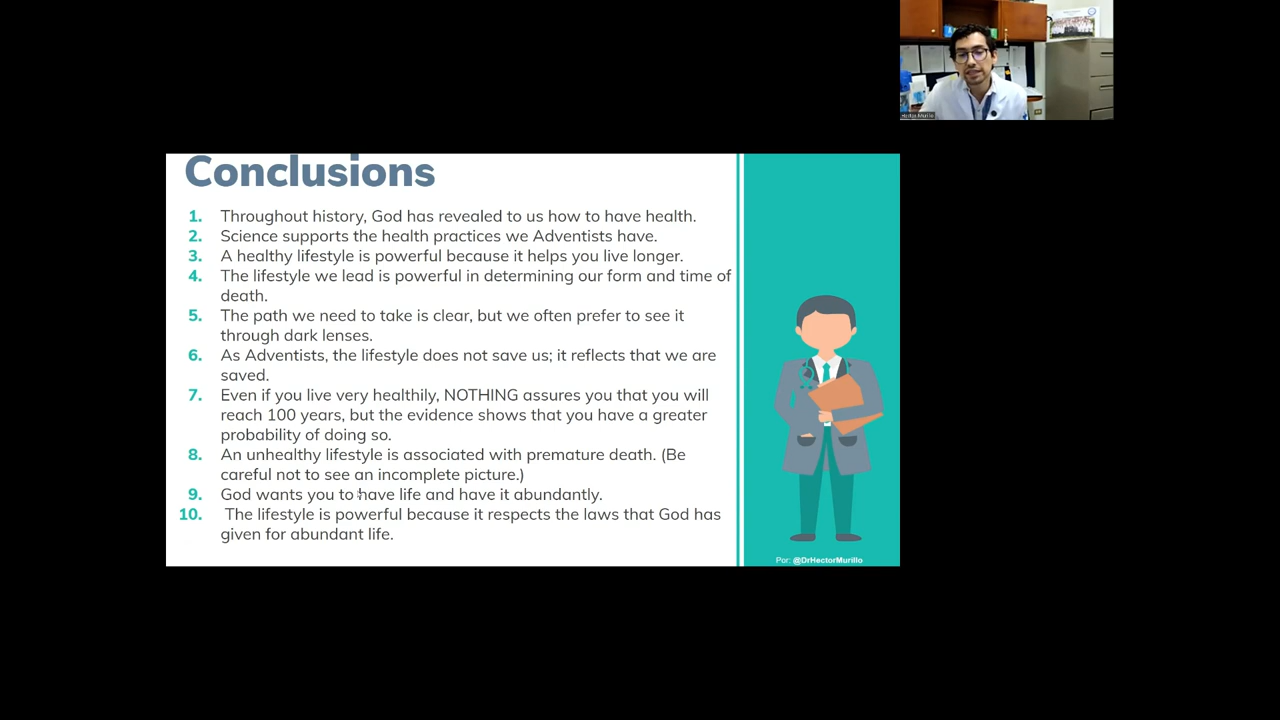 Hector Murillo
Conclusions
1. Throughout history, God has revealed to us how to have health.
2. Science supports the health practices we Adventists have.
3. A healthy lifestyle is powerful because it helps you live longer.
4. The lifestyle we lead is powerful in determining our form and time of
death.
5. The path we need to take is clear, but we often prefer to see it
through dark lenses.
6. As Adventists, the lifestyle does not save us; it reflects that we are
saved.
7. Even if you live very healthily, NOTHING assures you that you will
reach 100 years, but the evidence shows that you have a greater
probability of doing so.
8. An unhealthy lifestyle is associated with premature death. (Be
careful not to see an incomplete picture.)
9. God wants you to have life and have it abundantly.
10. The lifestyle is powerful because it respects the laws that God has
given for abundant life.
Por: @DrHectorMurillo